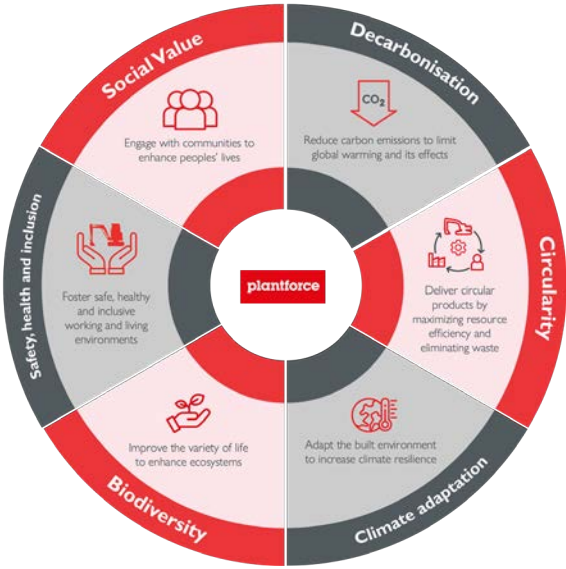 Social Value
Engage with communities to
enhance peoples' lives
Decarbonisation
CO2
Reduce carbon emissions to limit
global warming and its effects
Circularity
Deliver circular
products by
maximizing resource
efficiency and
eliminating waste
Climate adaptation
Adapt the built environment
to increase climate resilience
Biodiversity
Improve the variety of life
to enhance ecosystems
Safety, health and inclusion
Foster safe, healthy
and inclusive
working and living
environments
plantforce